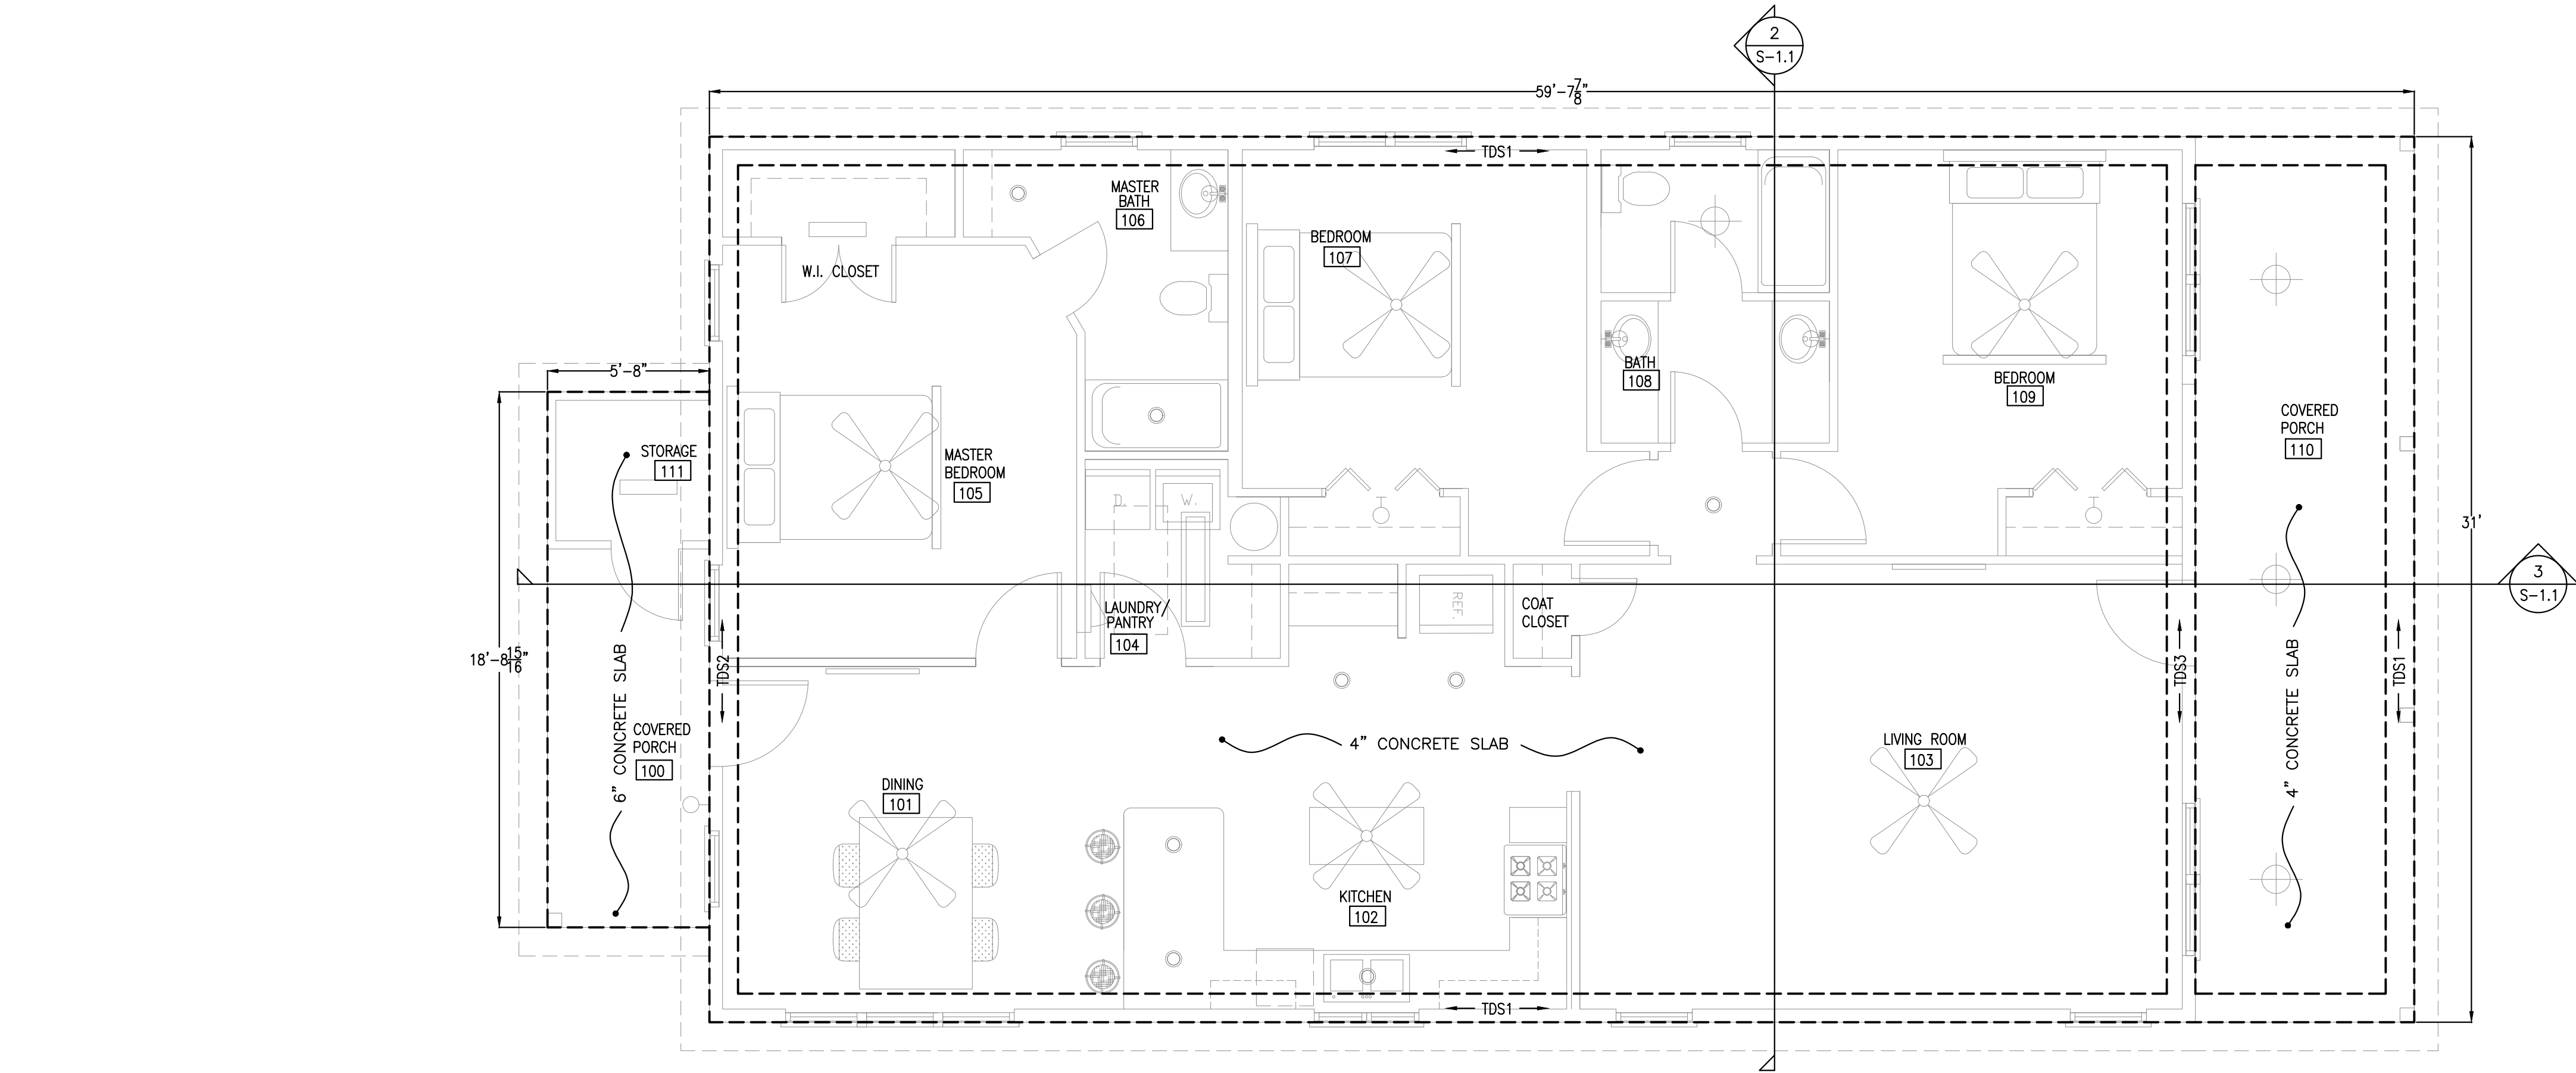 2
S-1.1
59'-7 7/8"
TDS1
MASTER
BATH
106
BEDROOM
107
W.I. CLOSET
BATH
108
BEDROOM
109
5'-8"
COVERED
PORCH
110
STORAGE
111
MASTER
BEDROOM
105
D.
W.
31'
3
S-1.1
REF.
COAT
CLOSET
LAUNDRY/
PANTRY
104
18'-8 15/16"
6" CONCRETE SLAB
TDS2
TDS3
4" CONCRETE SLAB
TDS1
COVERED
PORCH
100
4" CONCRETE SLAB
LIVING ROOM
103
DINING
101
KITCHEN
102
TDS1